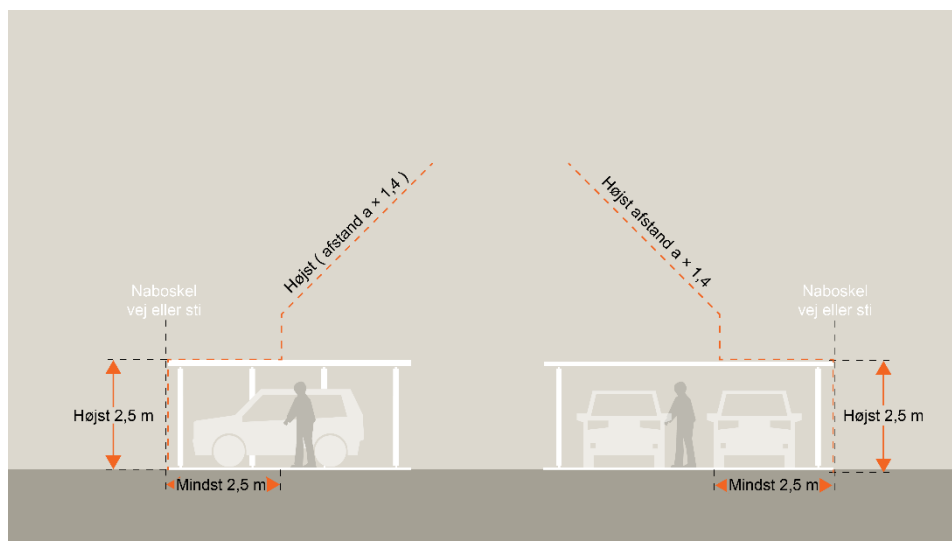 Højst ( afstand a × 1,4 )
Højst afstand a × 1,4
Naboskel
vej eller sti
Naboskel
vej eller sti
Højst 2,5 m
Højst 2,5 m
Mindst 2,5 m
Mindst 2,5 m